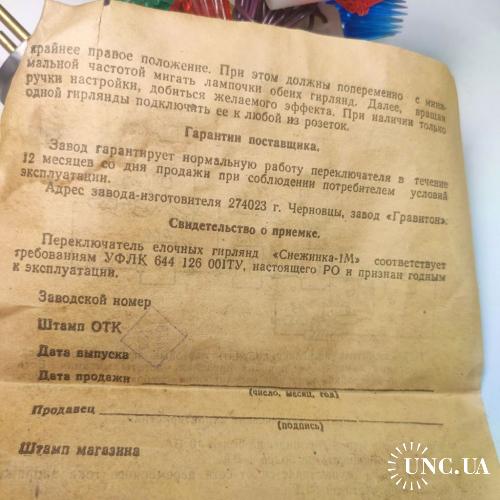 крайнее правое положение. При этом должны попеременно с мини-
мальной частотой мигать лампочки обеих гирлянд. Далее, вращая
ручки настройки, добиться желаемого эффекта. При наличии только
одной гирлянды подключать ее к любой из розеток.
Гарантии поставщика.
Завод гарантирует нормальную работу переключателя в течение
12 месяцев со дня продажи при соблюдении потребителем условий
эксплуатации.
Адрес завода-изготовителя 274023 г. Черновцы, завод «Гравитон».
Свидетельство о приемке.
Переключатель елочных гирлянд «Снежинка-1М» соответствует
требованиям УФЛК 644 126 001ТУ, настоящего РО и признан годным
к эксплуатации.
Заводской номер
Штамп ОТК
Дата выпуска
Дата продажи
(число, месяц, год)
Продавец
(подпись)
Штамп магазина
UNC.UA